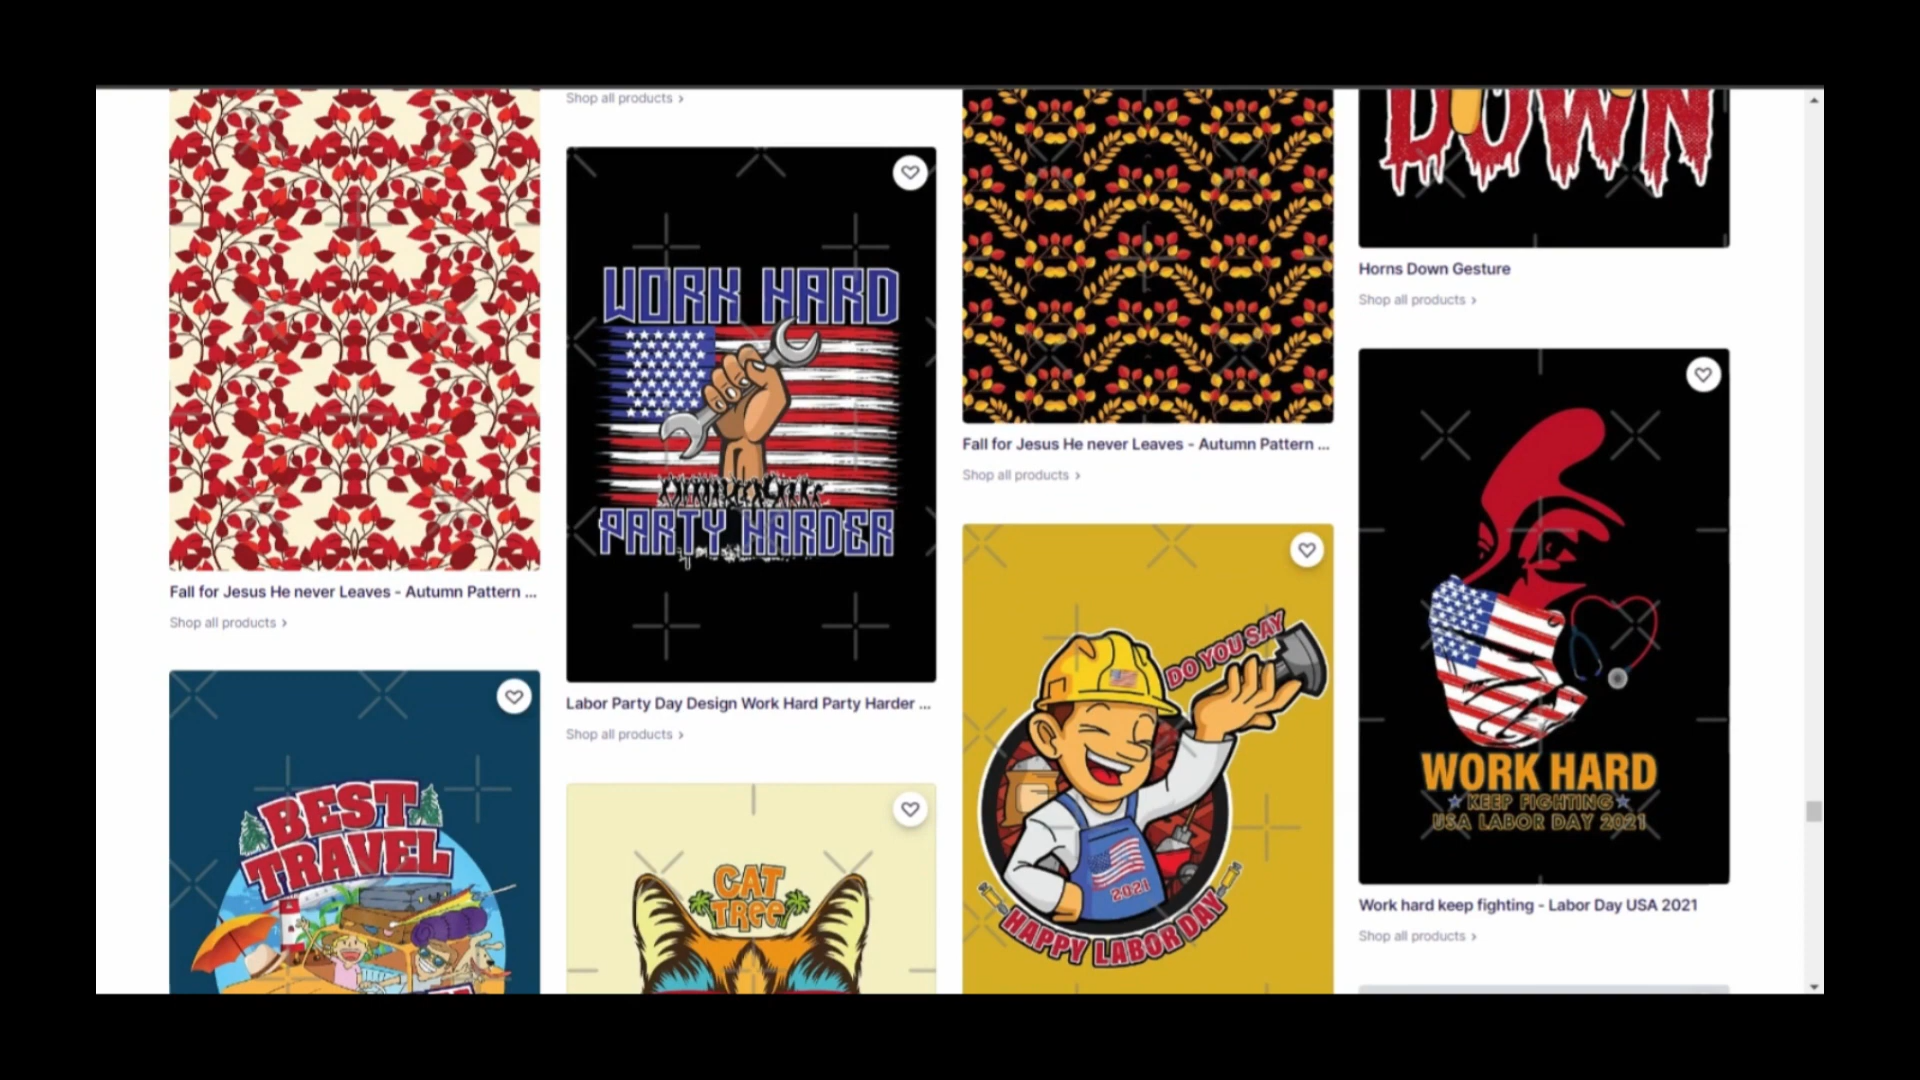 Fall for Jesus He never Leaves - Autumn Pattern ...
Shop all products >
BEST
TRAVEL
Shop all products >
WORK HARD
PARTY HARDER
Labor Party Day Design Work Hard Party Harder ...
Shop all products >
CAT
TREE
Fall for Jesus He never Leaves - Autumn Pattern ...
Shop all products >
DO YOU SAY
2021
HAPPY LABOR DAY
DOWN
Horns Down Gesture
Shop all products >
WORK HARD
KEEP FIGHTING
USA LABOR DAY 2021
Work hard keep fighting - Labor Day USA 2021
Shop all products >